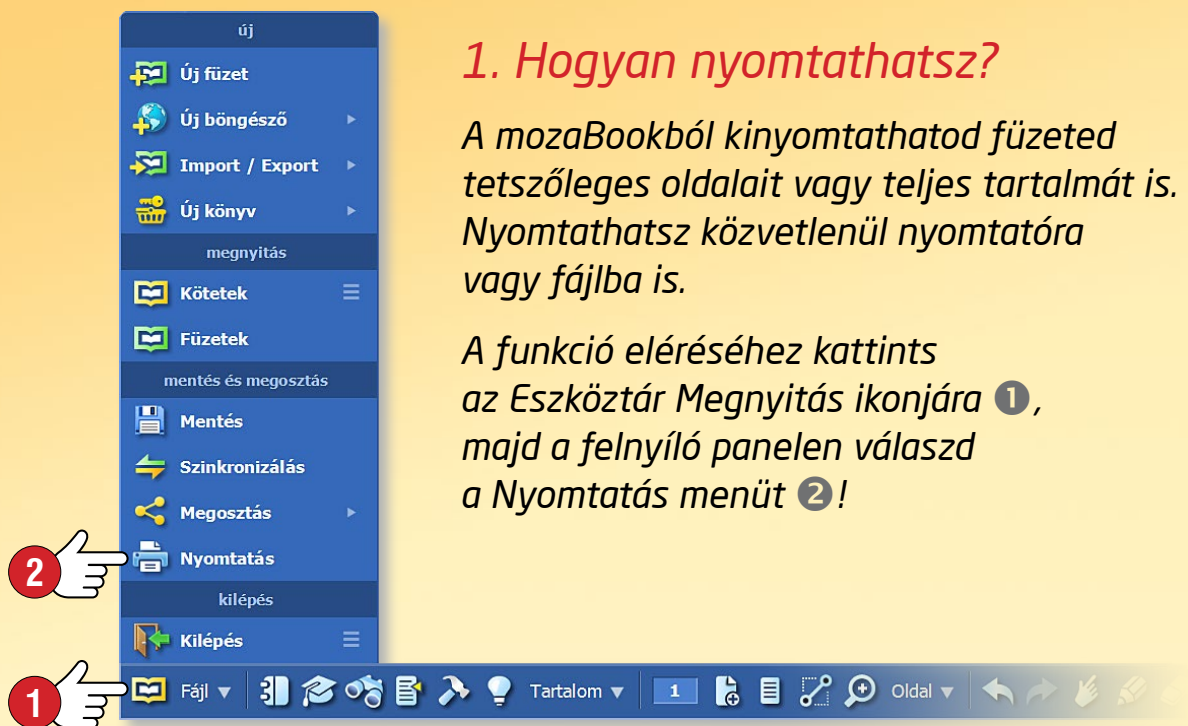 új
Új füzet
Új böngésző
Import / Export
Új könyv
megnyitás
Kötetek
Füzetek
mentés és megosztás
Mentés
Szinkronizálás
Megosztás
2
Nyomtatás
kilépés
Kilépés
1. Hogyan nyomtathatsz?
A mozaBookból kinyomtathatod füzeted
tetszőleges oldalait vagy teljes tartalmát is.
Nyomtathatsz közvetlenül nyomtatóra
vagy fájlba is.
A funkció eléréséhez kattints
az Eszköztár Megnyitás ikonjára ❶,
majd a felnyíló panelen válaszd
a Nyomtatás menüt ❷!
1
Fájl Tartalom 1 Oldal